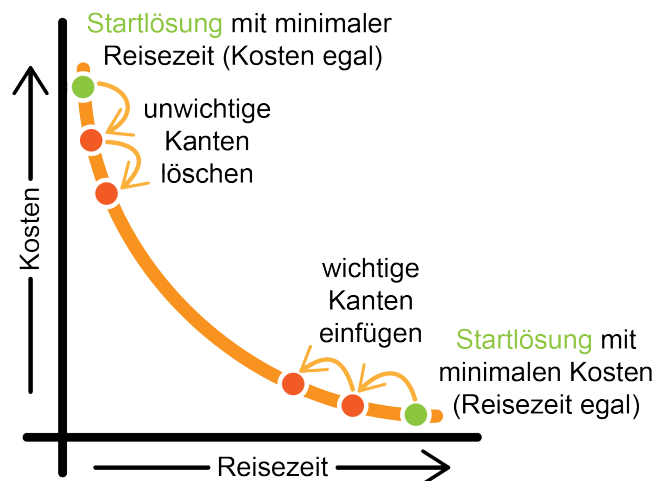 Startlösung mit minimaler
Reisezeit (Kosten egal)
unwichtige
Kanten
löschen
Kosten
wichtige
Kanten
einfügen
Startlösung mit
minimalen Kosten
(Reisezeit egal)
Reisezeit